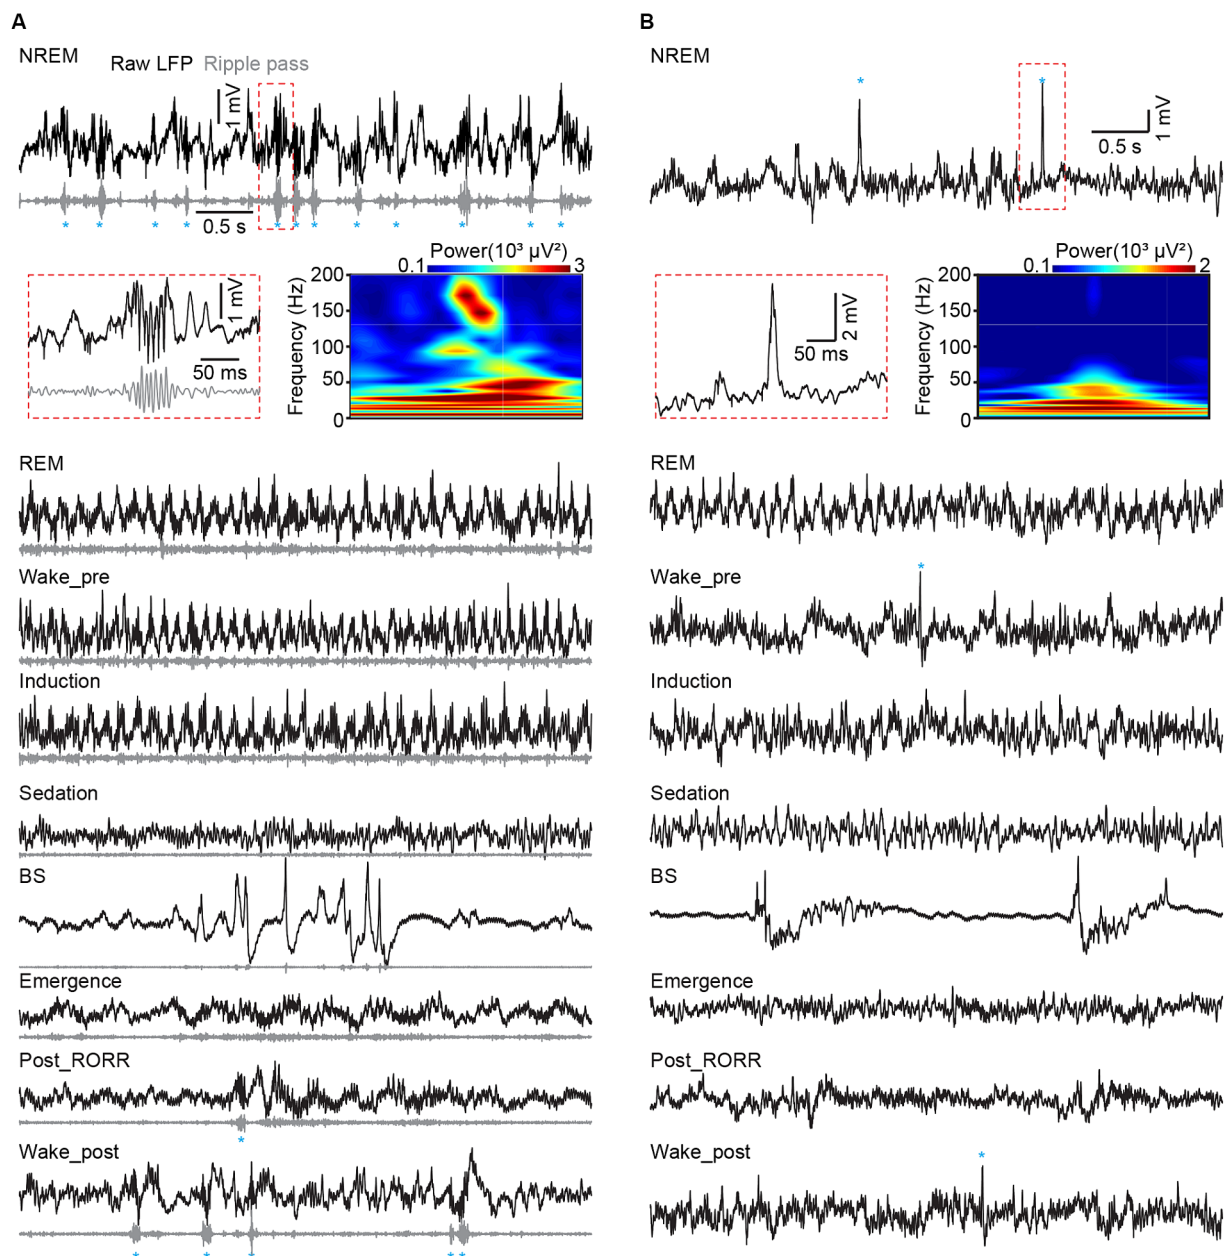 A
NREM
Raw LFP Ripple pass
1 mV
0.5 s
* * * * * * * * * * * *
1 mV
50 ms
Power(10³ µV²)
0.1 3
Frequency (Hz)
200
150
100
50
0
REM
Wake_pre
Induction
Sedation
BS
Emergence
Post_RORR
*
Wake_post
* * * * *
B
NREM
* *
1 mV
0.5 s
2 mV
50 ms
Power(10³ µV²)
0.1 2
Frequency (Hz)
200
150
100
50
0
REM
Wake_pre
*
Induction
Sedation
BS
Emergence
Post_RORR
Wake_post
*